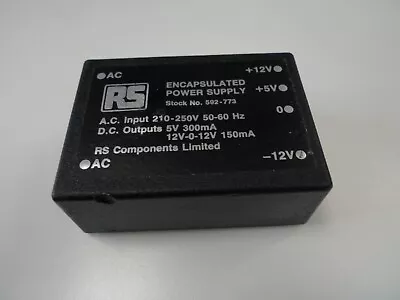 AC
+12V
RS
ENCAPSULATED
POWER SUPPLY
+5V
Stock No. 592-773
0
A.C. Input 210-250V 50-60 Hz
D.C. Outputs 5V 300mA
12V-0-12V 150mA
RS Components Limited
-12V
AC